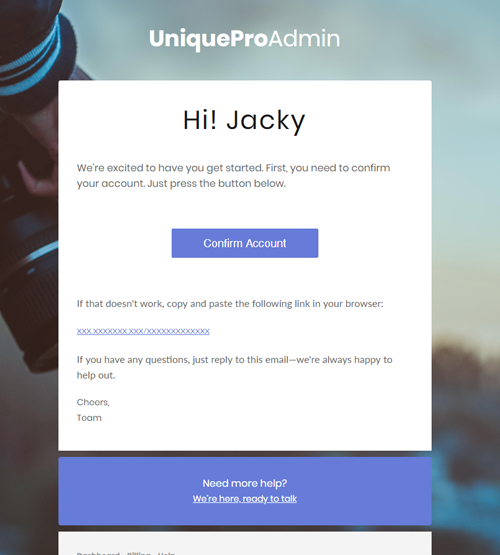 UniqueProAdmin
Hi! Jacky
We're excited to have you get started. First, you need to confirm
your account. Just press the button below.
Confirm Account
If that doesn't work, copy and paste the following link in your browser:
xxx.xxxxxxx.xxx/xxxxxxxxxxxxx
If you have any questions, just reply to this email—we're always happy to
help out.
Cheers,
Team
Need more help?
We're here, ready to talk
Dashboard - Billing - Help